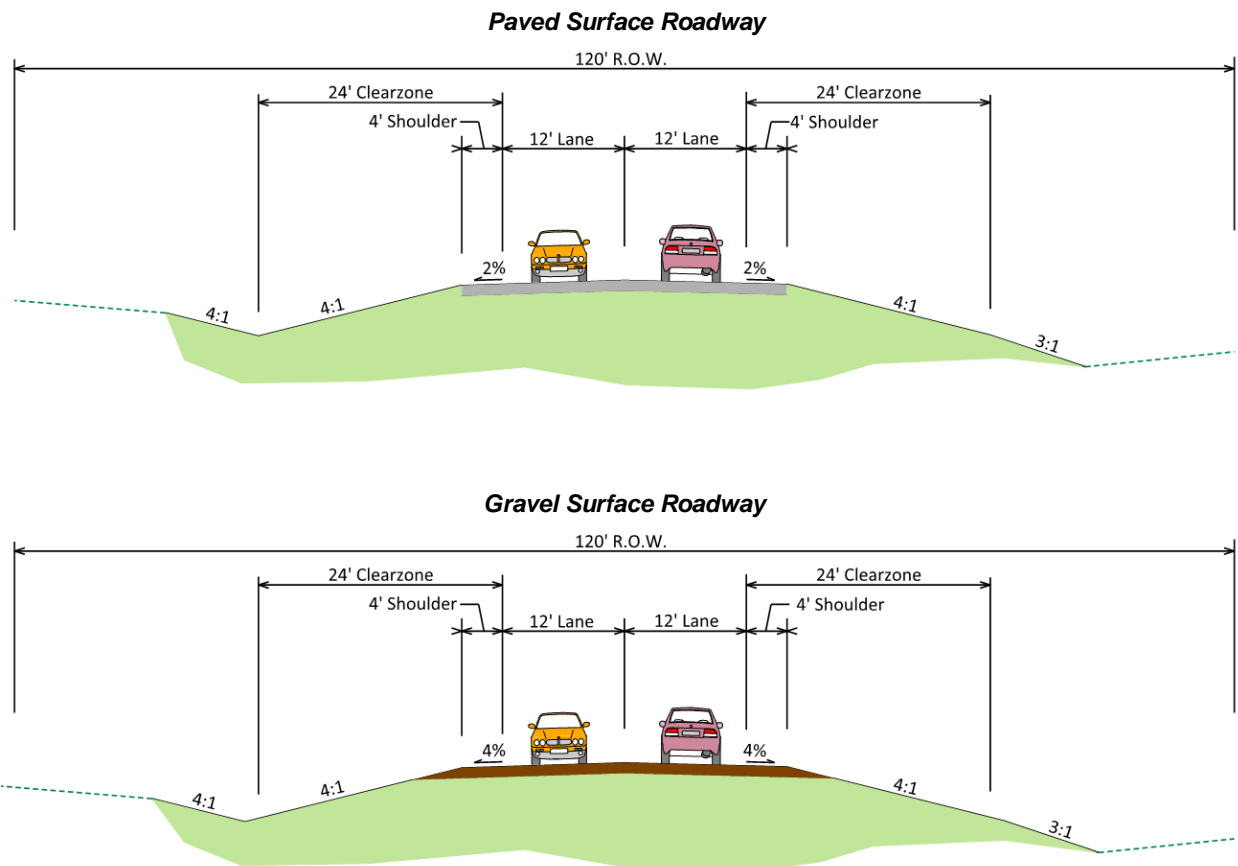 Paved Surface Roadway
120' R.O.W.
24' Clearzone
24' Clearzone
4' Shoulder
12' Lane
12' Lane
4' Shoulder
2%
2%
4:1
4:1
4:1
3:1
Gravel Surface Roadway
120' R.O.W.
24' Clearzone
24' Clearzone
4' Shoulder
12' Lane
12' Lane
4' Shoulder
4%
4%
4:1
4:1
4:1
3:1